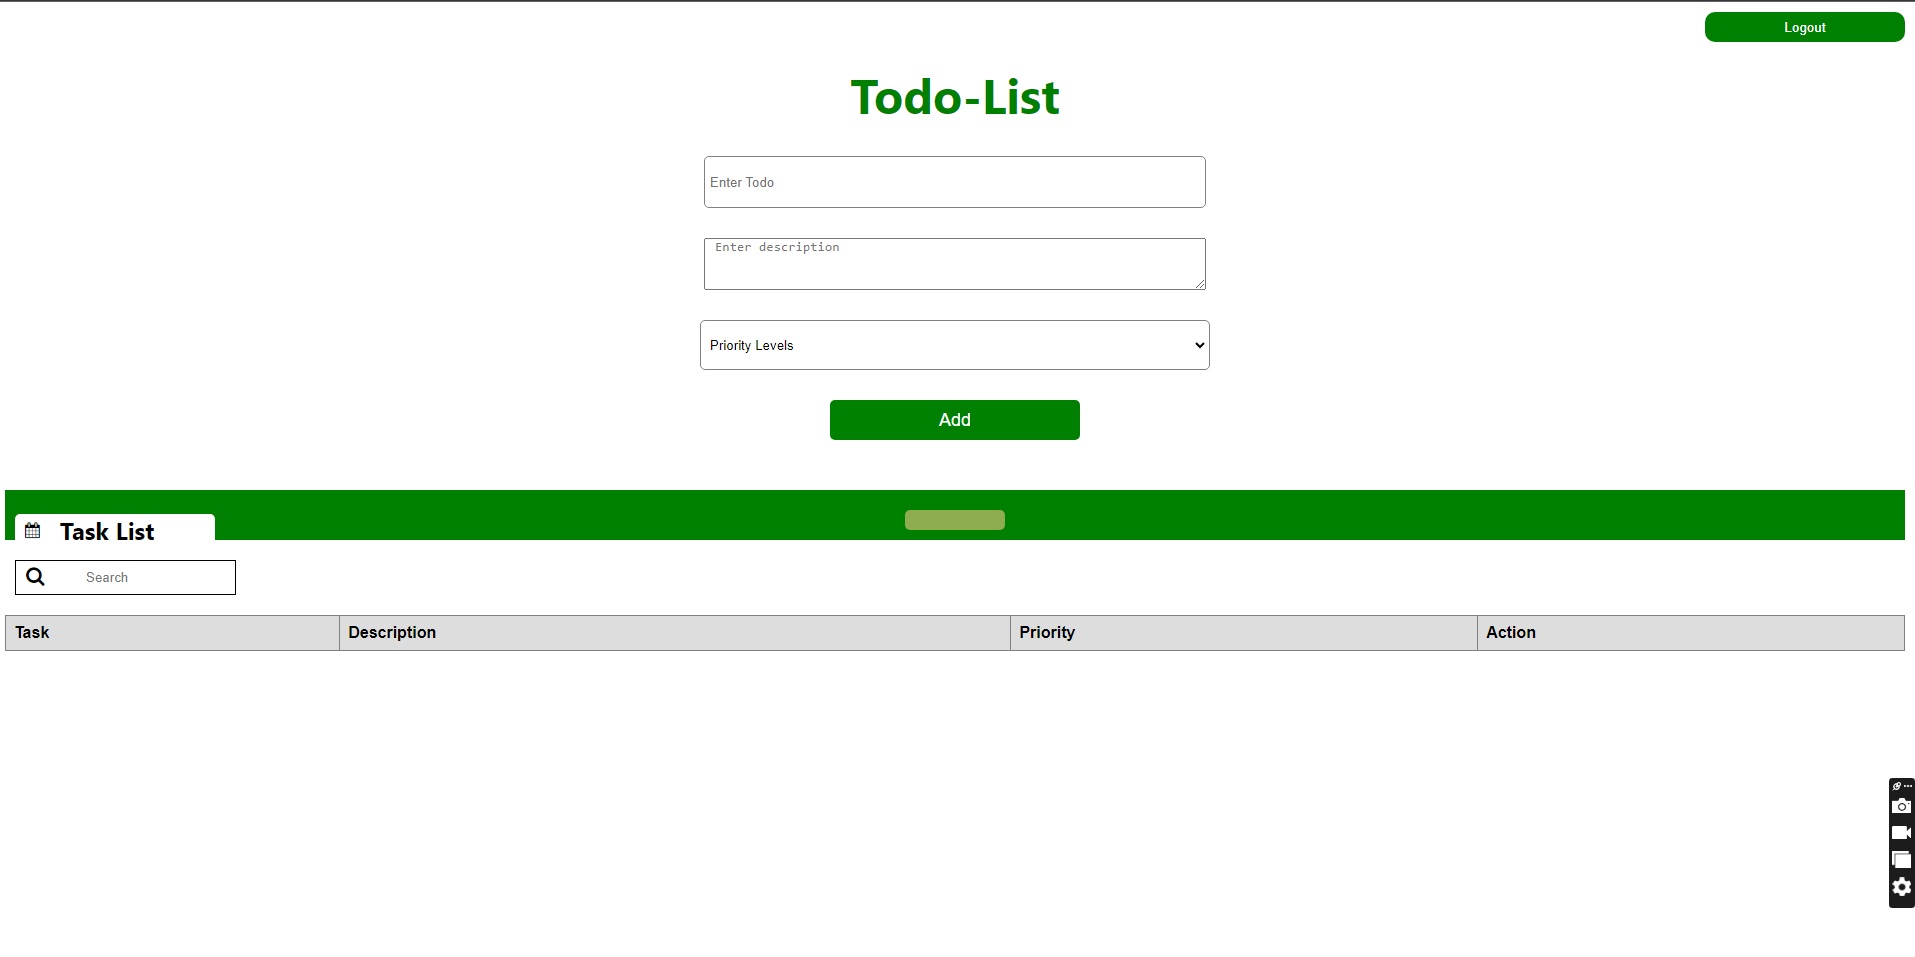 Logout
Todo-List
Enter Todo
Enter description
Priority Levels
Add
Task List
Search
Task Description Priority Action